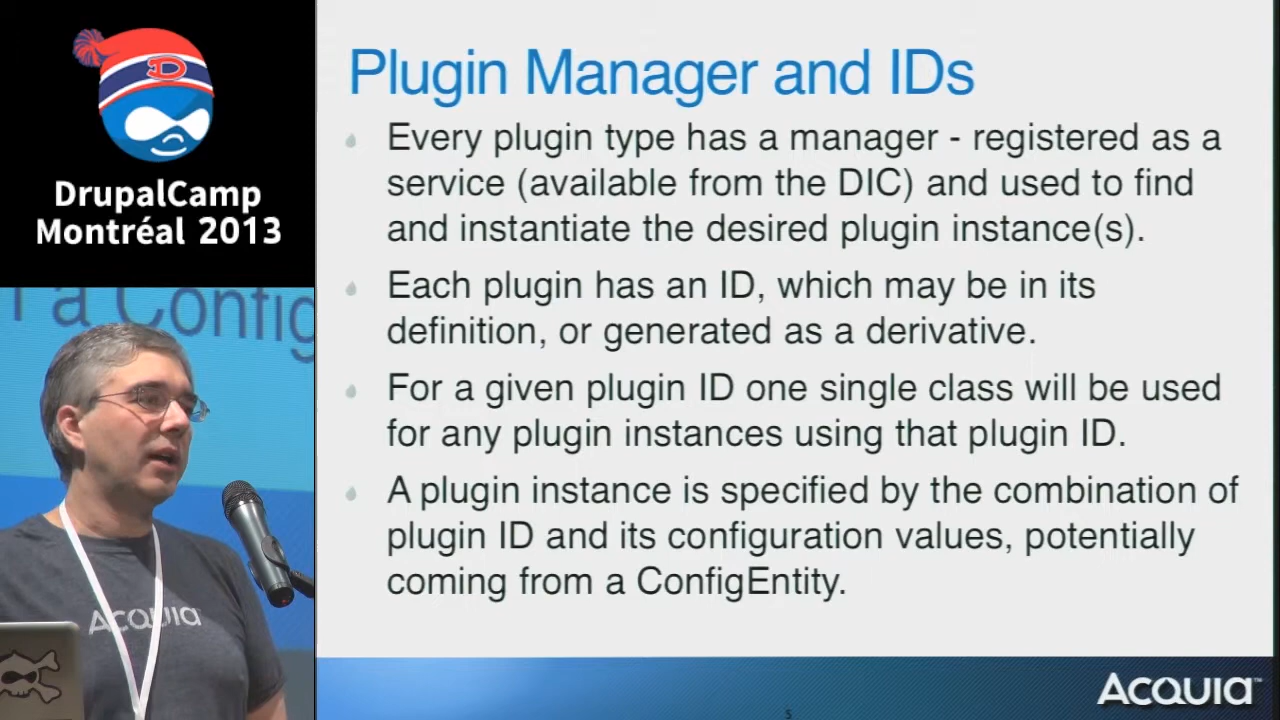 D
DrupalCamp
Montréal 2013
n a Config
ACQUIA
Plugin Manager and IDs
Every plugin type has a manager - registered as a
service (available from the DIC) and used to find
and instantiate the desired plugin instance(s).
Each plugin has an ID, which may be in its
definition, or generated as a derivative.
For a given plugin ID one single class will be used
for any plugin instances using that plugin ID.
A plugin instance is specified by the combination of
plugin ID and its configuration values, potentially
coming from a ConfigEntity.
5
ACQUIA™